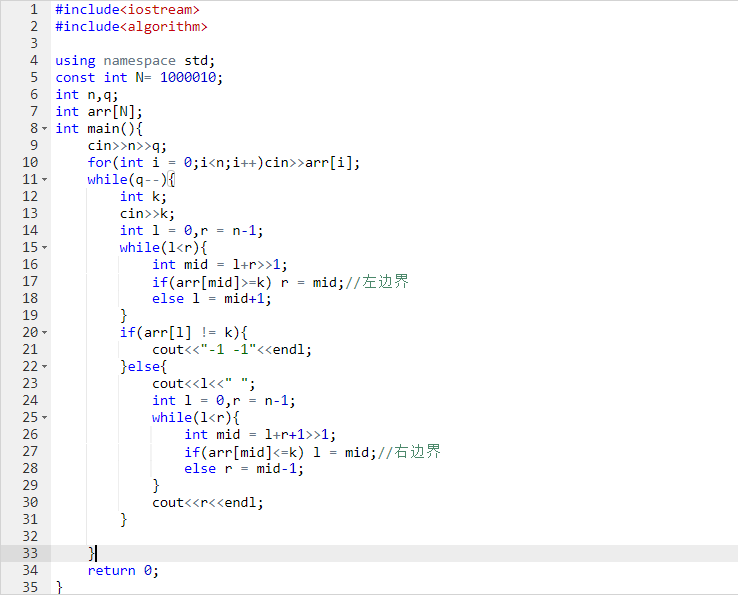 1 #include<iostream>
2 #include<algorithm>
3
4 using namespace std;
5 const int N= 1000010;
6 int n,q;
7 int arr[N];
8 int main(){
9     cin>>n>>q;
10     for(int i = 0;i<n;i++)cin>>arr[i];
11     while(q--){
12         int k;
13         cin>>k;
14         int l = 0,r = n-1;
15         while(l<r){
16             int mid = l+r>>1;
17             if(arr[mid]>=k) r = mid;//左边界
18             else l = mid+1;
19         }
20         if(arr[l] != k){
21             cout<<"-1 -1"<<endl;
22         }else{
23             cout<<l<<" ";
24             int l = 0,r = n-1;
25             while(l<r){
26                 int mid = l+r+1>>1;
27                 if(arr[mid]<=k) l = mid;//右边界
28                 else r = mid-1;
29             }
30             cout<<r<<endl;
31         }
32
33     }
34     return 0;
35 }